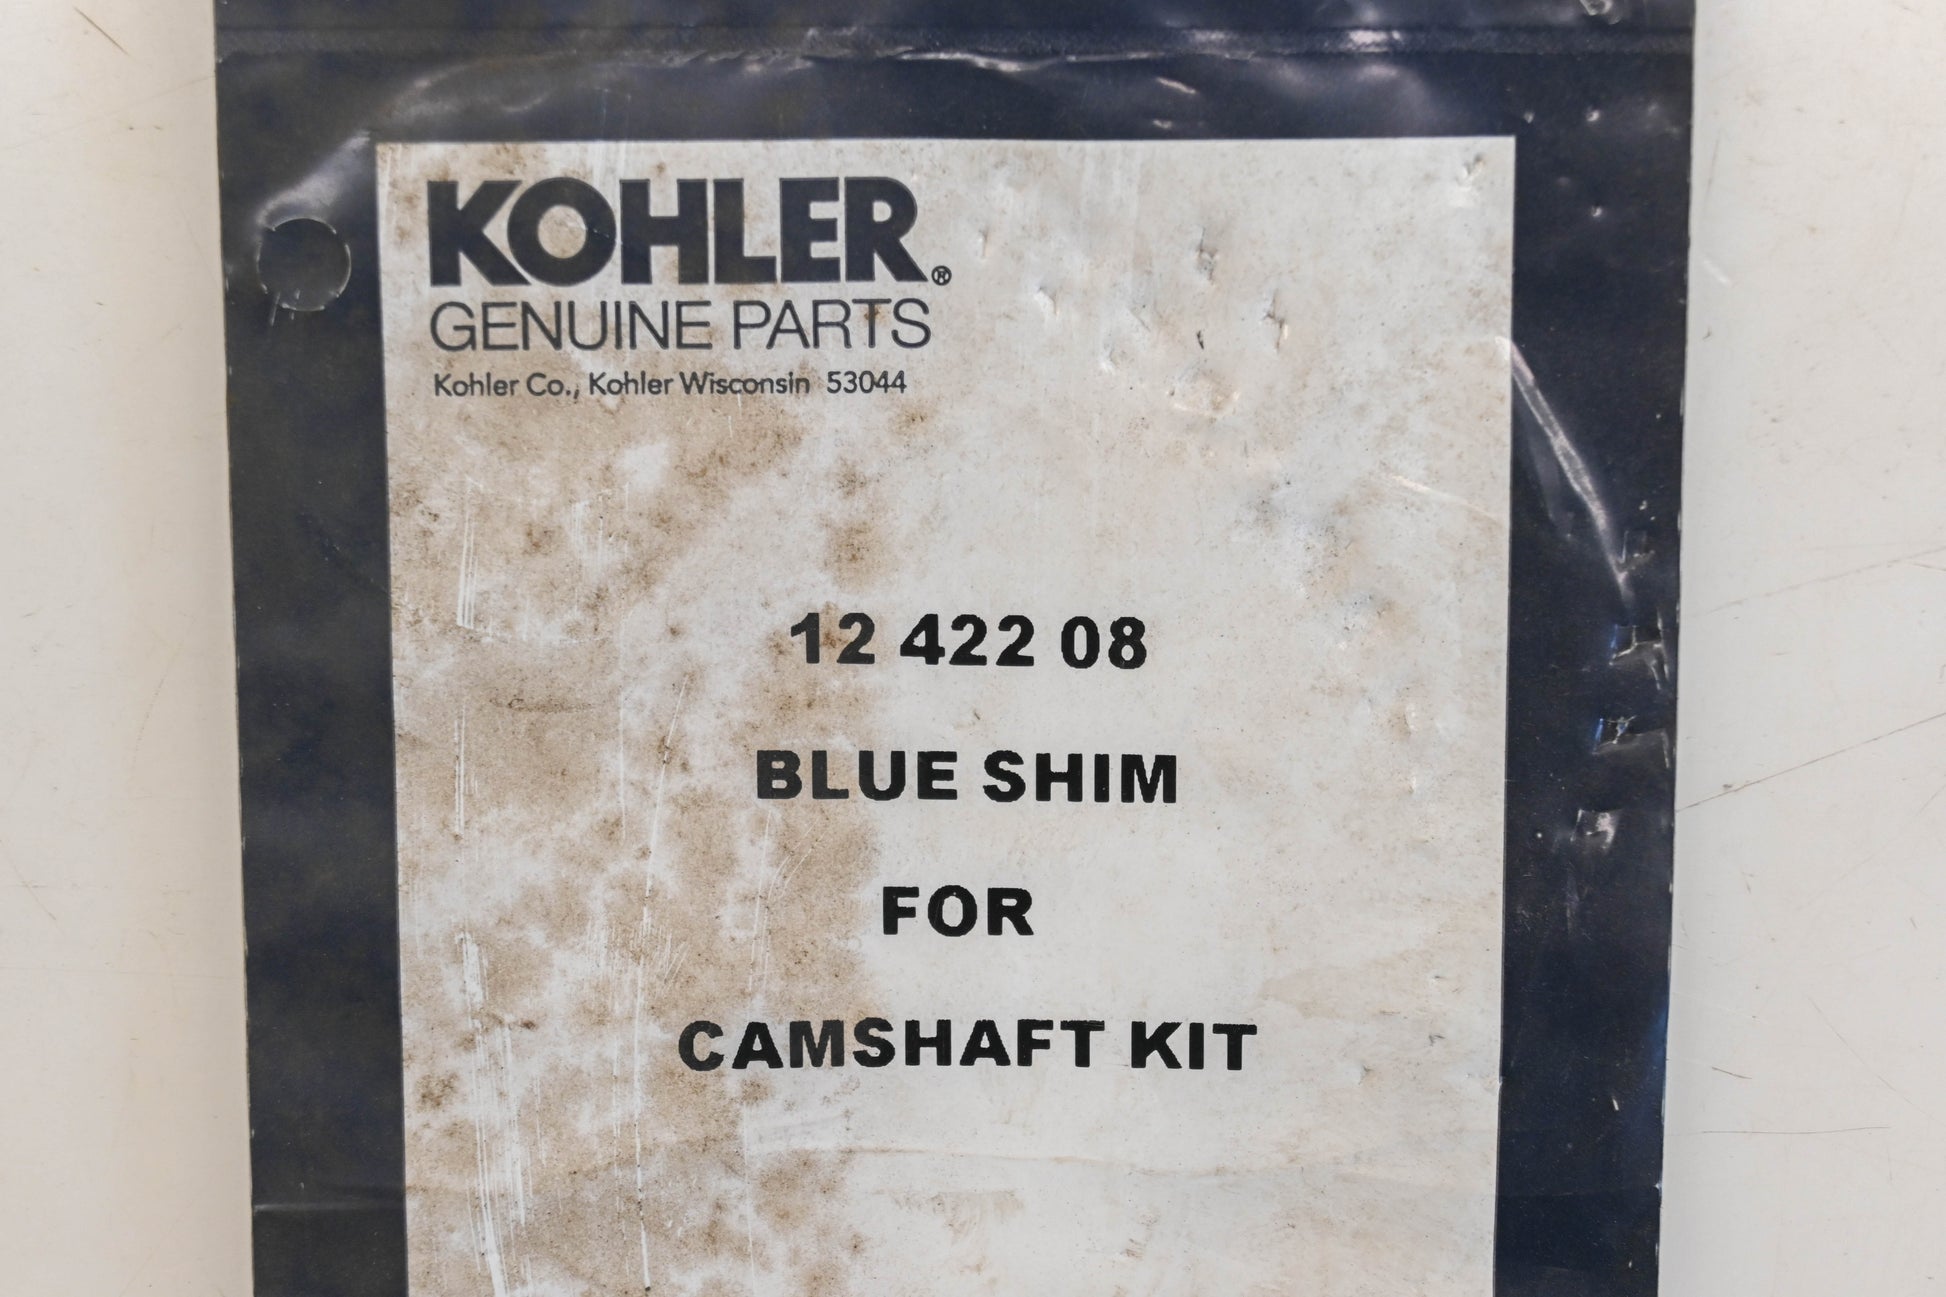 KOHLER®
GENUINE PARTS
Kohler Co., Kohler Wisconsin 53044
12 422 08
BLUE SHIM
FOR
CAMSHAFT KIT